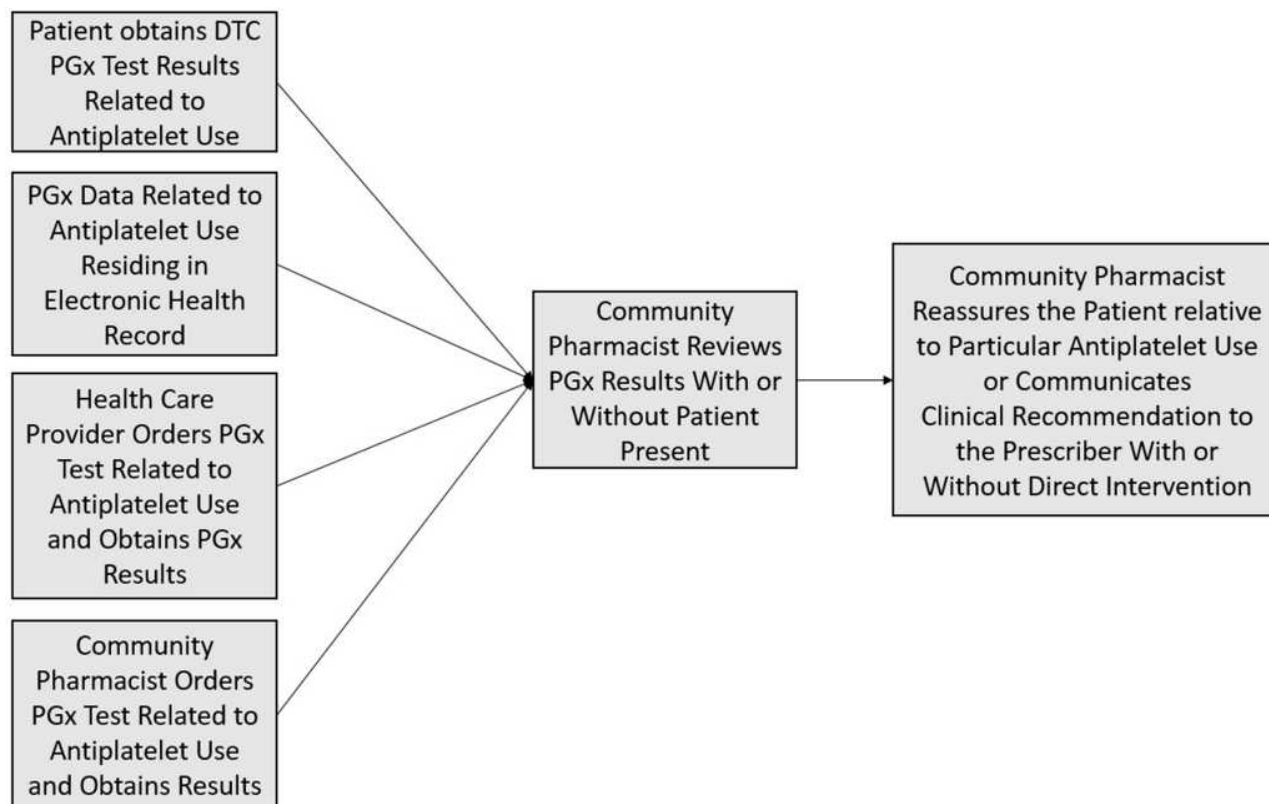 Patient obtains DTC
PGx Test Results
Related to
Antiplatelet Use
PGx Data Related to
Antiplatelet Use
Residing in
Electronic Health
Record
Health Care
Provider Orders PGx
Test Related to
Antiplatelet Use
and Obtains PGx
Results
Community
Pharmacist Orders
PGx Test Related to
Antiplatelet Use
and Obtains Results
Community
Pharmacist Reviews
PGx Results With or
Without Patient
Present
Community Pharmacist
Reassures the Patient relative
to Particular Antiplatelet Use
or Communicates
Clinical Recommendation to
the Prescriber With or
Without Direct Intervention